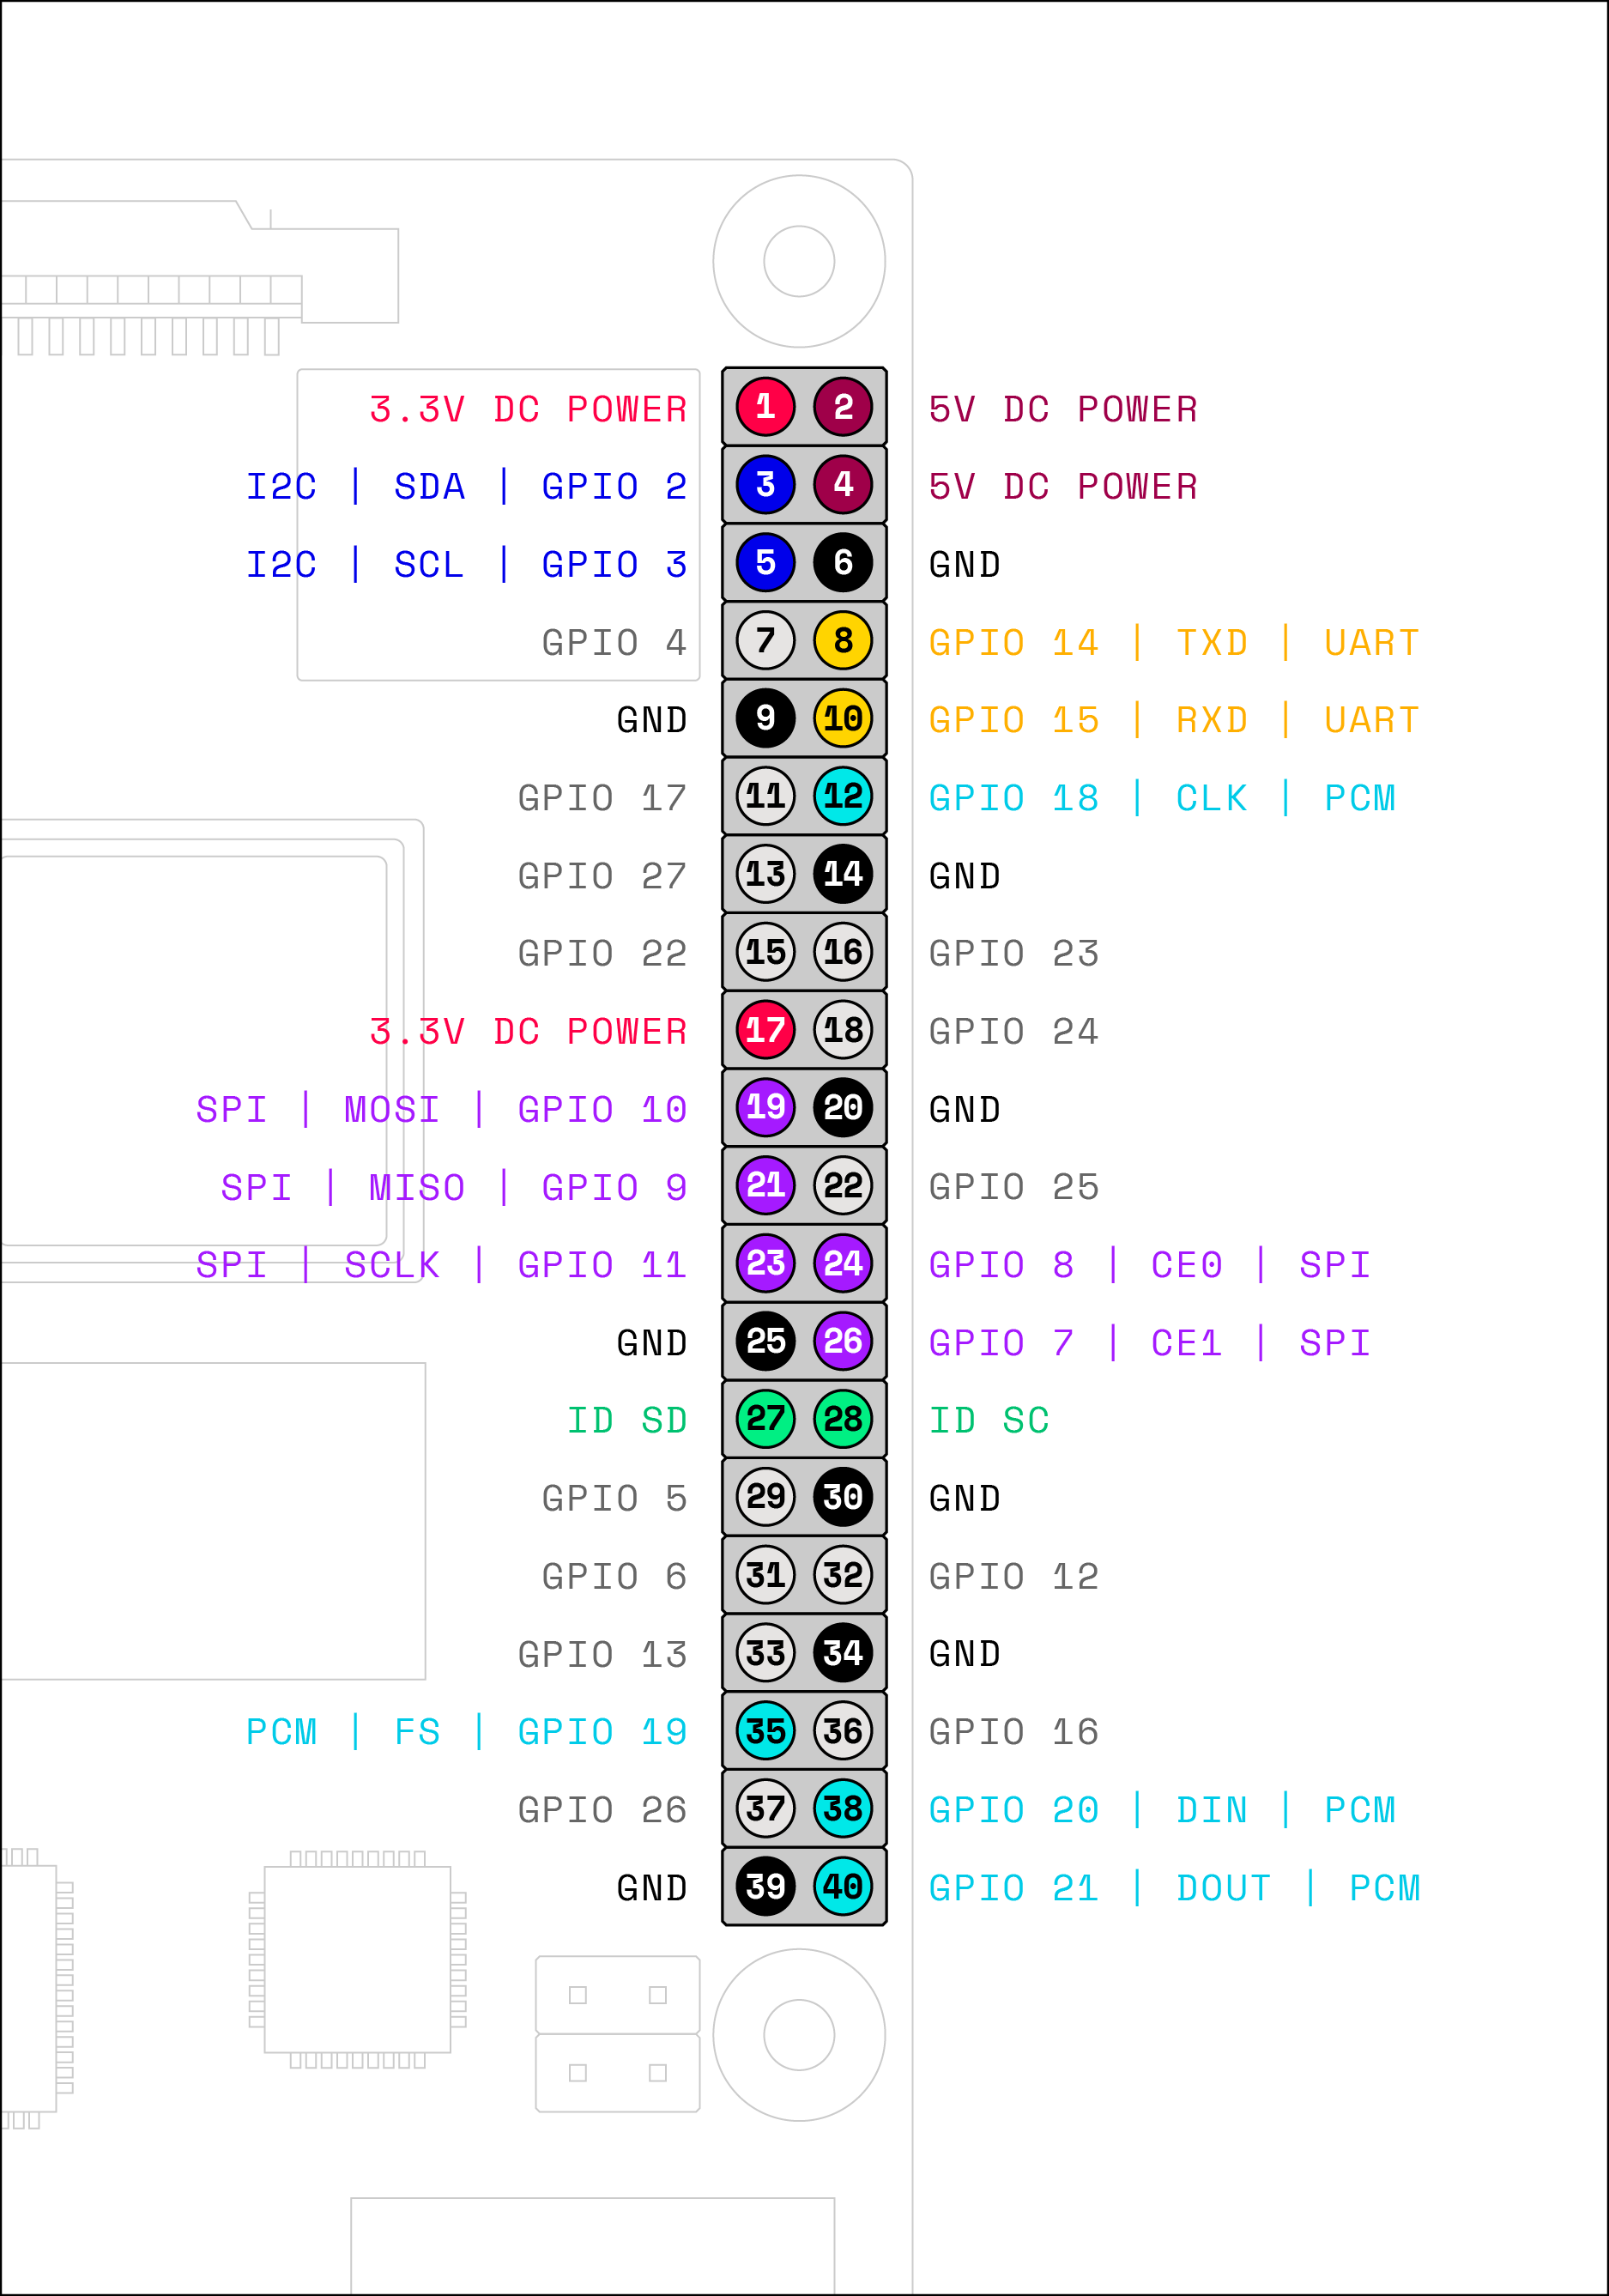 3.3V DC POWER 1 2 5V DC POWER
I2C | SDA | GPIO 2 3 4 5V DC POWER
I2C | SCL | GPIO 3 5 6 GND
GPIO 4 7 8 GPIO 14 | TXD | UART
GND 9 10 GPIO 15 | RXD | UART
GPIO 17 11 12 GPIO 18 | CLK | PCM
GPIO 27 13 14 GND
GPIO 22 15 16 GPIO 23
3.3V DC POWER 17 18 GPIO 24
SPI | MOSI | GPIO 10 19 20 GND
SPI | MISO | GPIO 9 21 22 GPIO 25
SPI | SCLK | GPIO 11 23 24 GPIO 8 | CE0 | SPI
GND 25 26 GPIO 7 | CE1 | SPI
ID SD 27 28 ID SC
GPIO 5 29 30 GND
GPIO 6 31 32 GPIO 12
GPIO 13 33 34 GND
PCM | FS | GPIO 19 35 36 GPIO 16
GPIO 26 37 38 GPIO 20 | DIN | PCM
GND 39 40 GPIO 21 | DOUT | PCM